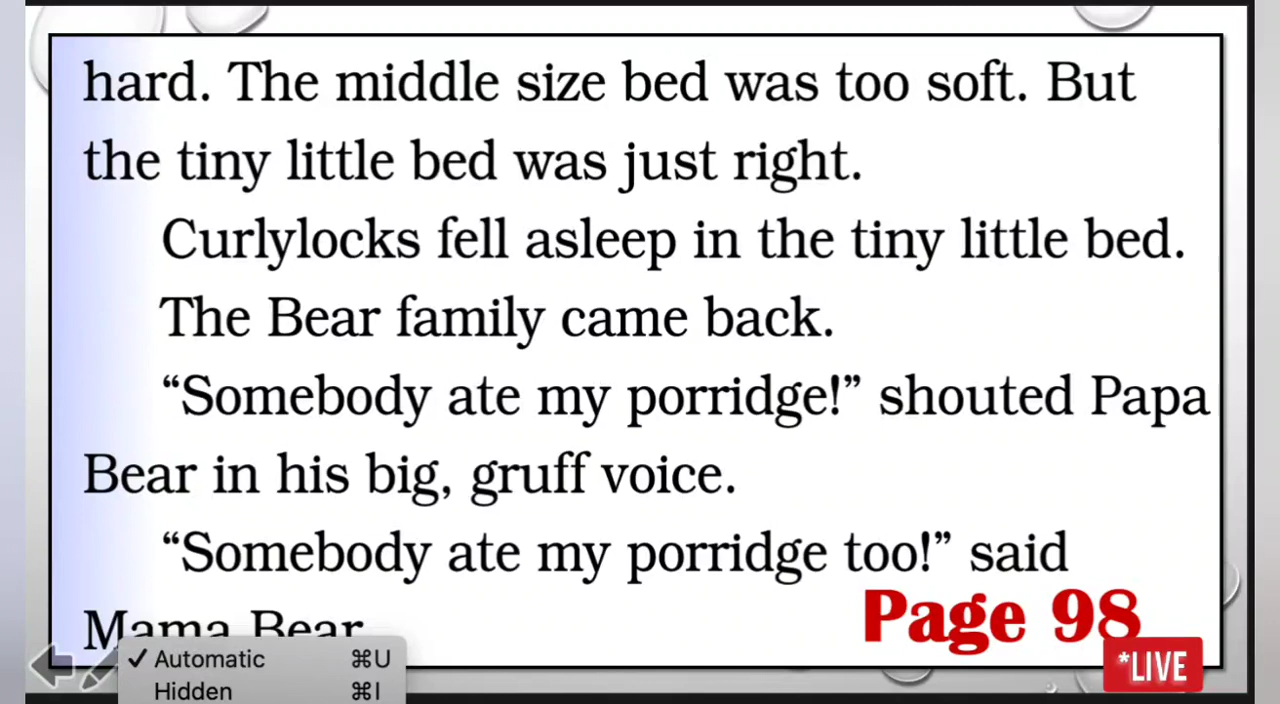 hard. The middle size bed was too soft. But
the tiny little bed was just right.
Curlylocks fell asleep in the tiny little bed.
The Bear family came back.
“Somebody ate my porridge!” shouted Papa
Bear in his big, gruff voice.
“Somebody ate my porridge too!” said
Mama Bear
Page 98
*LIVE
✓ Automatic ⌘U
Hidden ⌘I